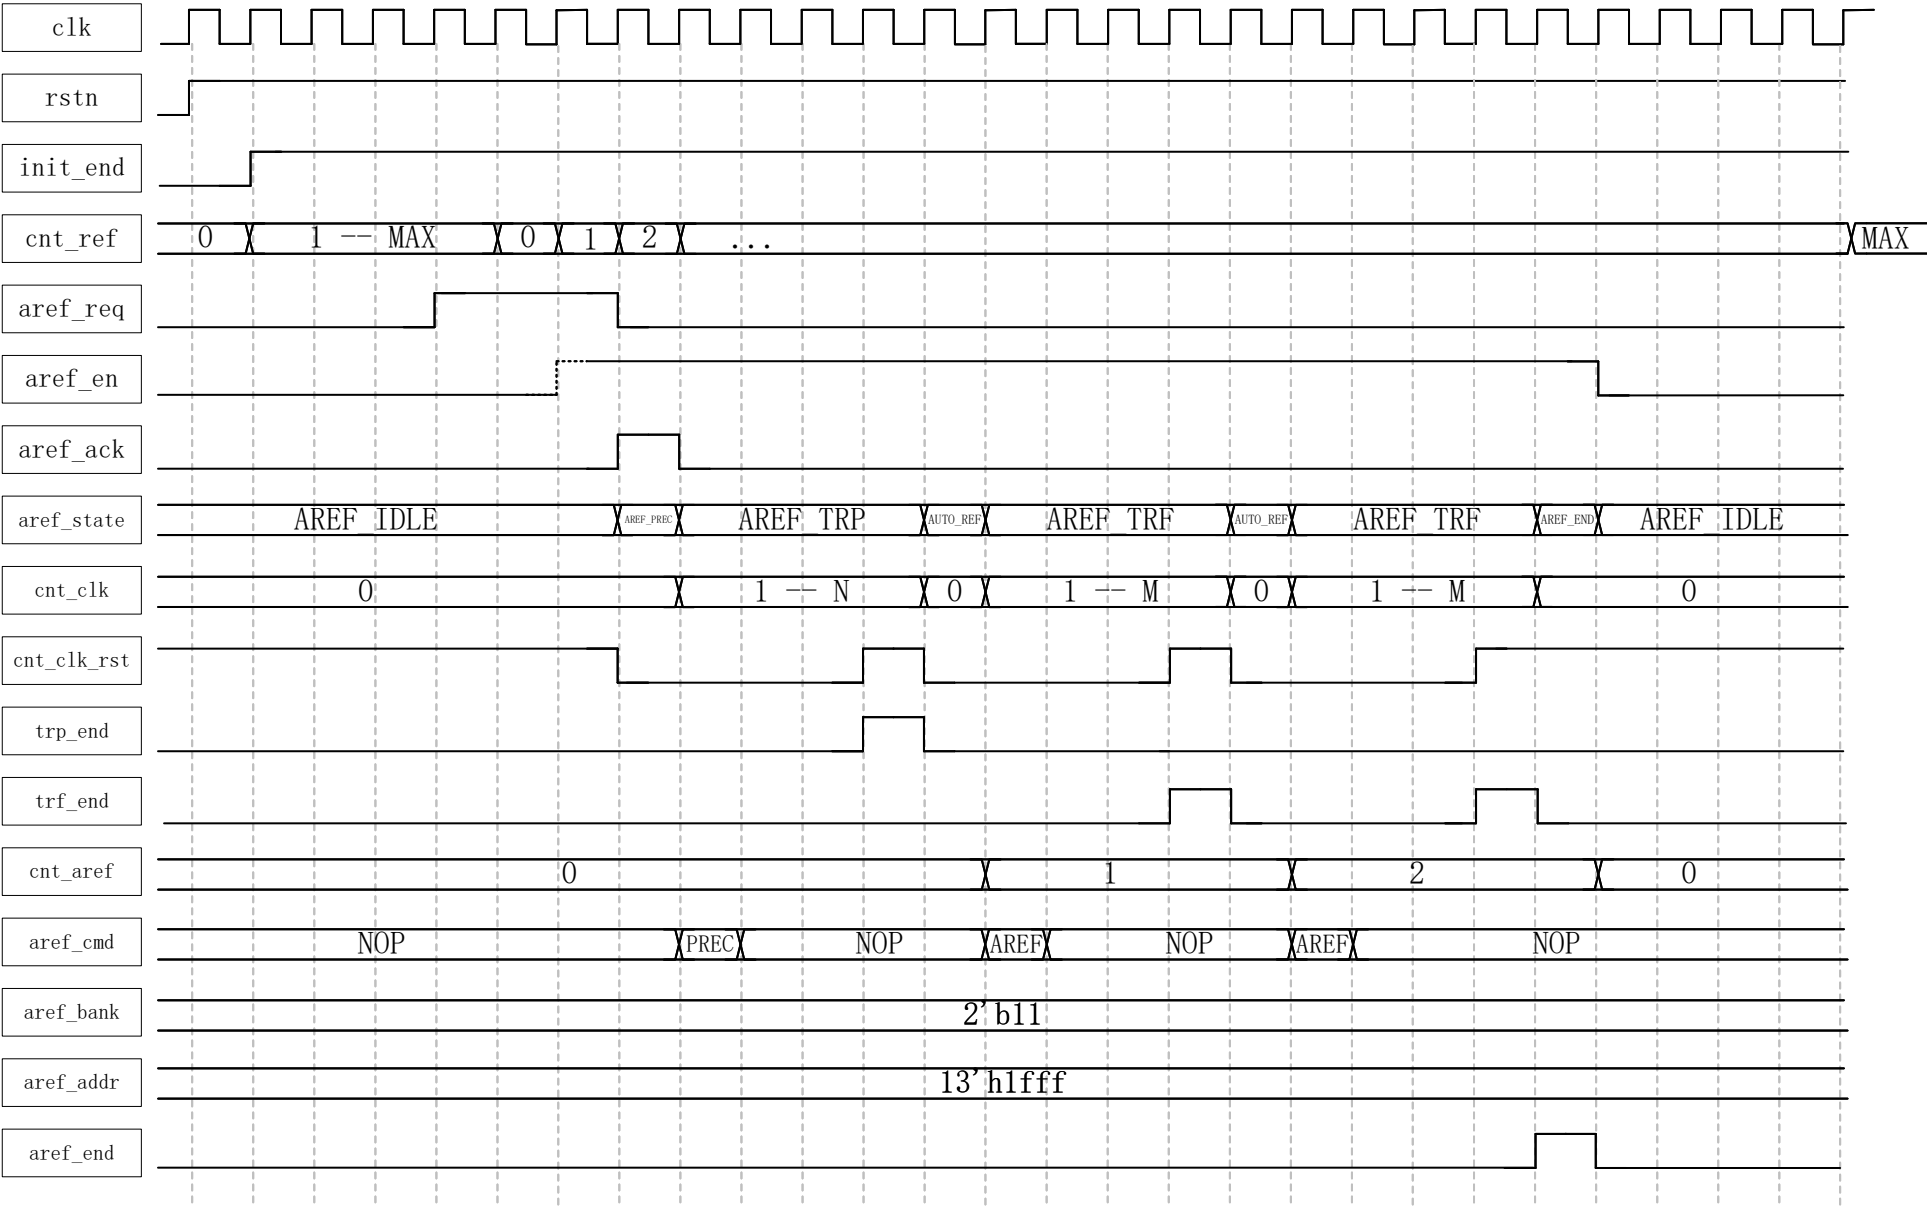 clk
rstn
init_end
cnt_ref 0 1 -- MAX 0 1 2 ... MAX
aref_req
aref_en
aref_ack
aref_state AREF_IDLE AREF_PREC AREF_TRP AUTO_REF AREF_TRF AUTO_REF AREF_TRF AREF_END AREF_IDLE
cnt_clk 0 1 -- N 0 1 -- M 0 1 -- M 0
cnt_clk_rst
trp_end
trf_end
cnt_aref 0 1 2 0
aref_cmd NOP PREC NOP AREF NOP AREF NOP
aref_bank 2'b11
aref_addr 13'h1fff
aref_end